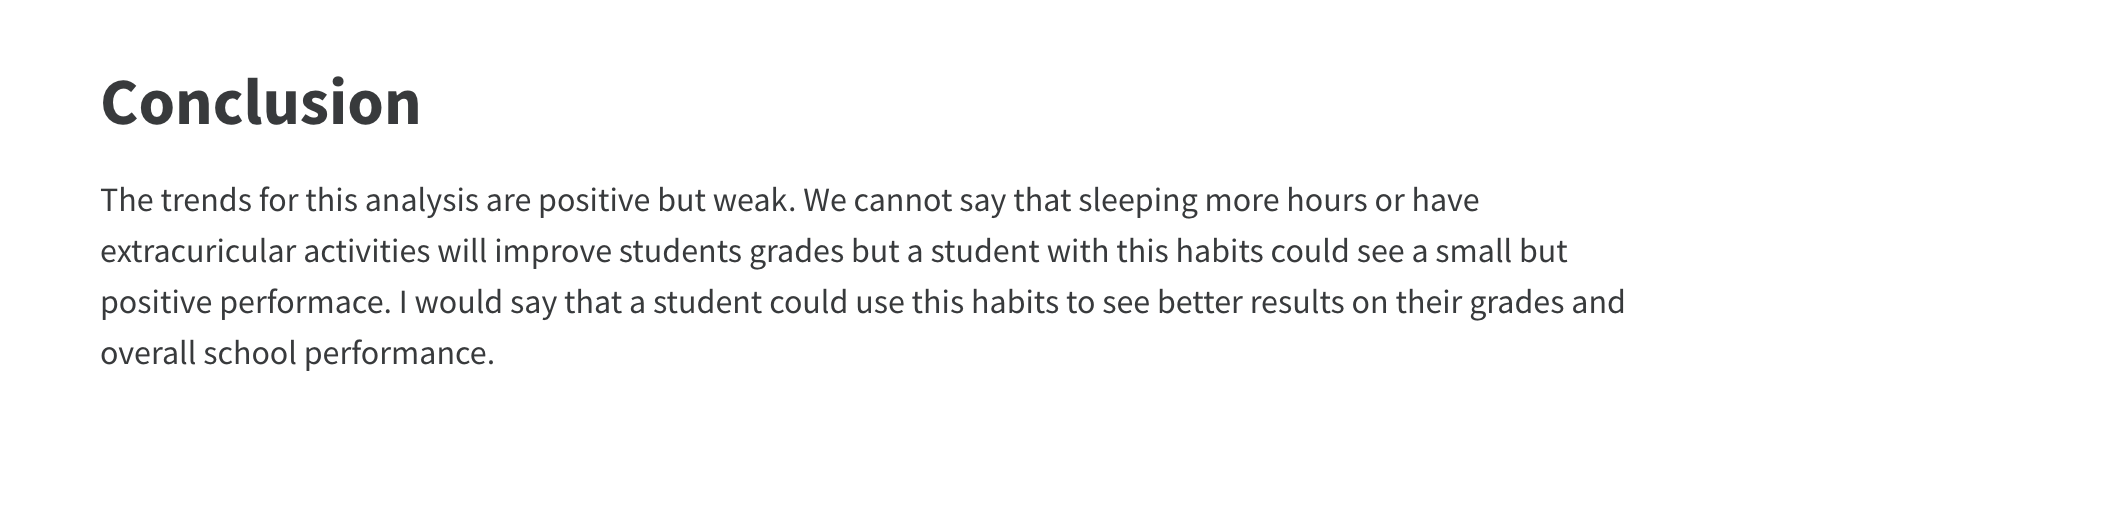 Conclusion
The trends for this analysis are positive but weak. We cannot say that sleeping more hours or have
extracuricular activities will improve students grades but a student with this habits could see a small but
positive performace. I would say that a student could use this habits to see better results on their grades and
overall school performance.